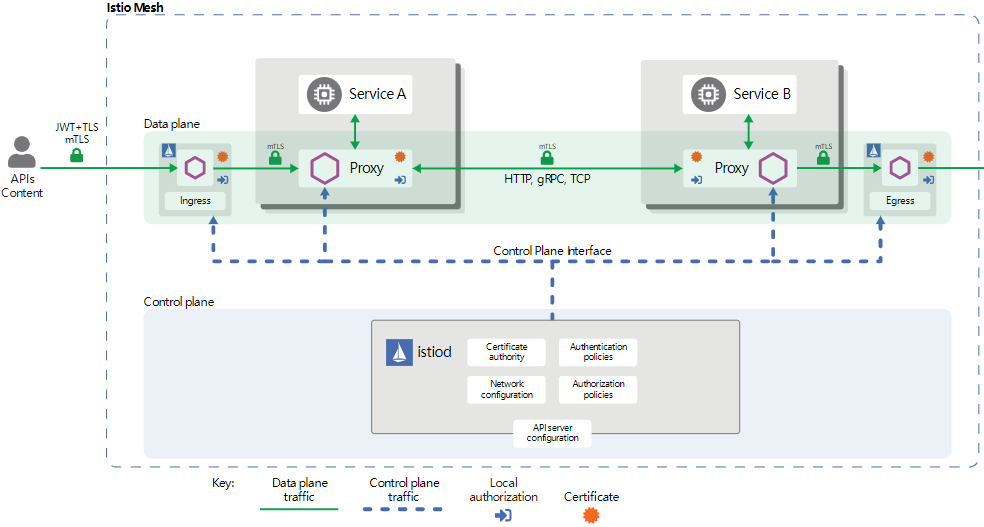 Istio Mesh
Service A
Service B
Data plane
JWT+TLS
mTLS
mTLS
mTLS
mTLS
Proxy
Proxy
HTTP, gRPC, TCP
APIs
Content
Ingress
Egress
Control Plane Interface
Control plane
istiod
Certificate
authority
Authentication
policies
Network
configuration
Authorization
policies
API server
configuration
Key:
Data plane
traffic
Control plane
traffic
Local
authorization
Certificate